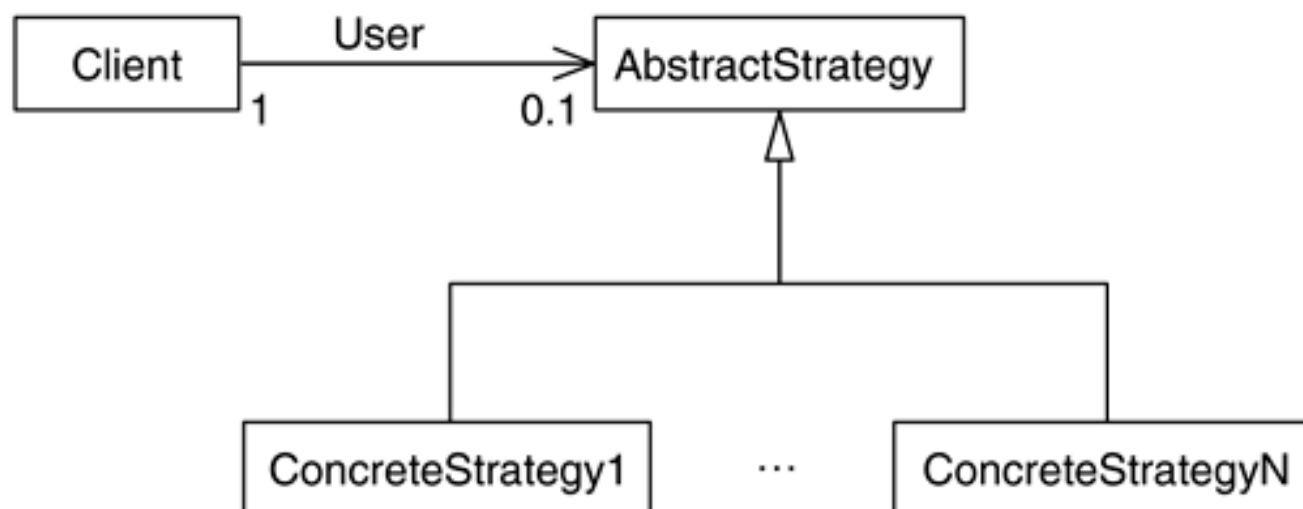 User
Client
AbstractStrategy
1
0.1
ConcreteStrategy1
...
ConcreteStrategyN